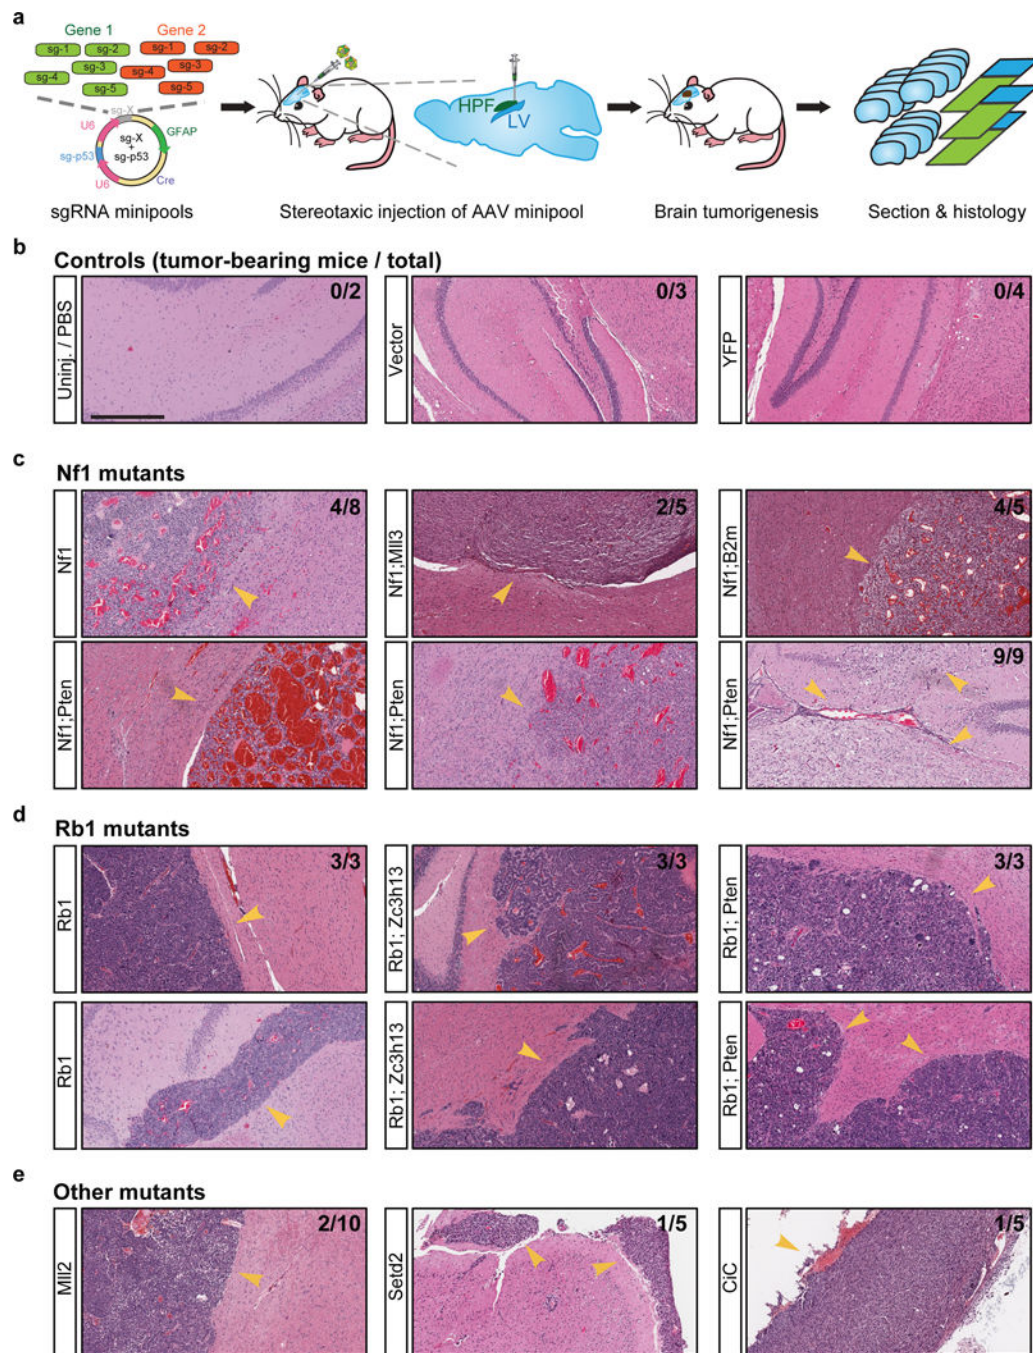 a
Gene 1 Gene 2
sg-1 sg-2 sg-1 sg-2
sg-4 sg-3 sg-4 sg-3
sg-5 sg-5
sg-X
U6 GFAP
sg-X
+
sg-p53
sg-p53
U6 Cre
HPF
LV
sgRNA minipools Stereotaxic injection of AAV minipool Brain tumorigenesis Section & histology
b
Controls (tumor-bearing mice / total)
Uninj. / PBS 0/2 Vector 0/3 YFP 0/4
c
Nf1 mutants
Nf1 4/8 Nf1;Mll3 2/5 Nf1;B2m 4/5
Nf1;Pten Nf1;Pten Nf1;Pten 9/9
d
Rb1 mutants
Rb1 3/3 Rb1; Zc3h13 3/3 Rb1; Pten 3/3
Rb1 Rb1; Zc3h13 Rb1; Pten
e
Other mutants
Mll2 2/10 Setd2 1/5 CiC 1/5